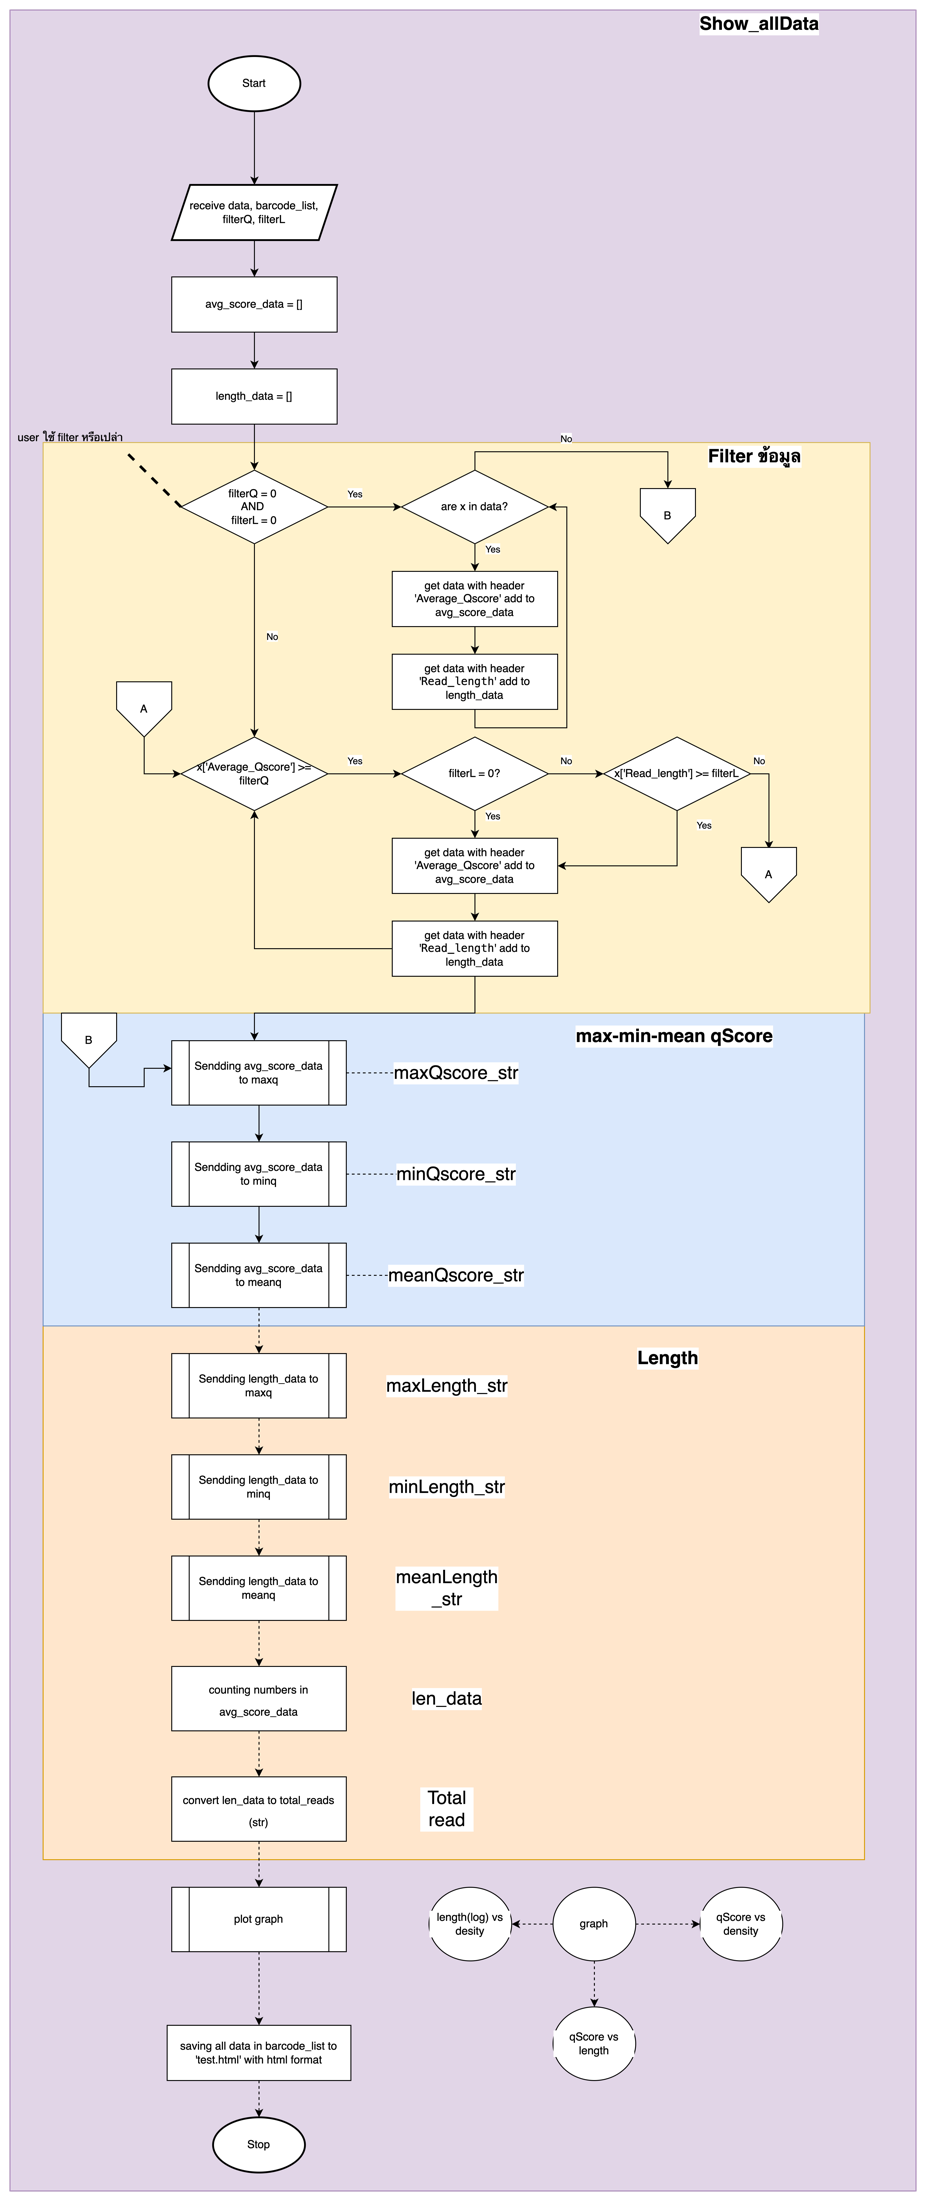 Show_allData
Start
receive data, barcode_list,
filterQ, filterL
avg_score_data = []
length_data = []
user ใช้ filter หรือเปล่า
No
Filter ข้อมูล
filterQ = 0
AND
filterL = 0
Yes
are x in data?
B
Yes
get data with header
'Average_Qscore' add to
avg_score_data
No
get data with header
'Read_length' add to
length_data
A
x['Average_Qscore'] >=
filterQ
Yes
filterL = 0?
No
x['Read_length'] >= filterL
No
Yes
Yes
get data with header
'Average_Qscore' add to
avg_score_data
A
get data with header
'Read_length' add to
length_data
B
max-min-mean qScore
Sendding avg_score_data
to maxq
maxQscore_str
Sendding avg_score_data
to minq
minQscore_str
Sendding avg_score_data
to meanq
meanQscore_str
Length
Sendding length_data to
maxq
maxLength_str
Sendding length_data to
minq
minLength_str
Sendding length_data to
meanq
meanLength
_str
counting numbers in
avg_score_data
len_data
convert len_data to total_reads
(str)
Total
read
plot graph
length(log) vs
desity
graph
qScore vs
density
qScore vs
length
saving all data in barcode_list to
'test.html' with html format
Stop